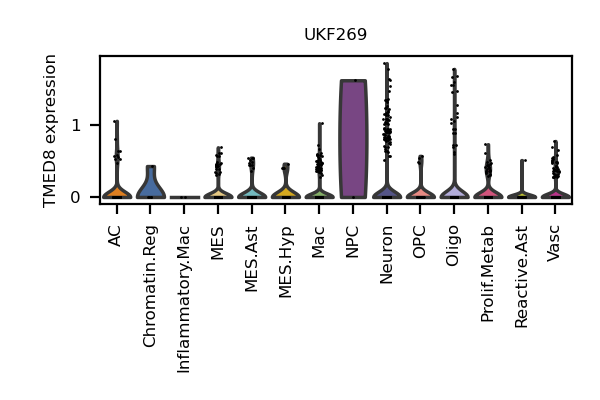 UKF269
TMED8 expression
1
0
AC
Chromatin.Reg
Inflammatory.Mac
MES
MES.Ast
MES.Hyp
Mac
NPC
Neuron
OPC
Oligo
Prolif.Metab
Reactive.Ast
Vasc